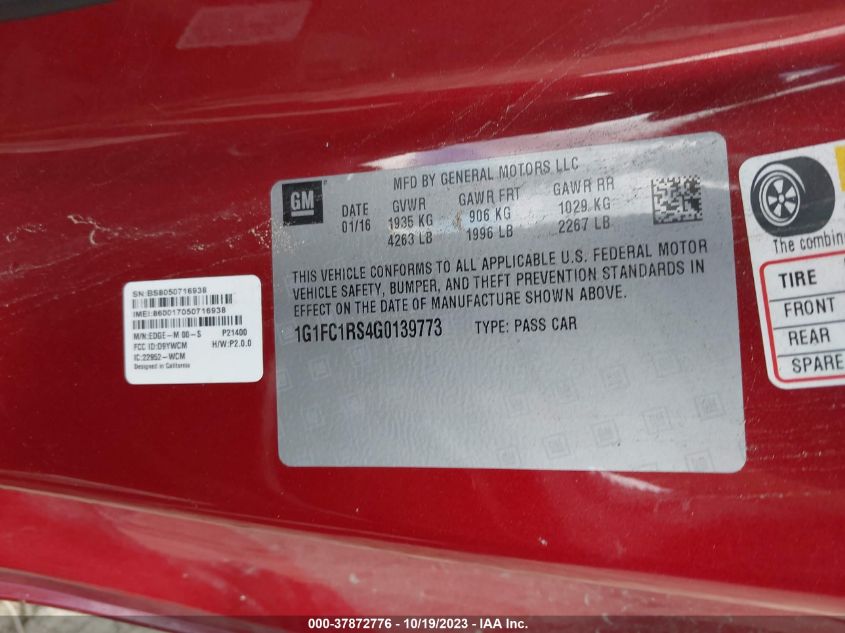 SN:BS8050716938
IMEI:860017050716938
M/N:EDGE-M 00-S P21400
FCC ID:O9YWCM H/W:P2.0.0
IC:22952-WCM
Designed in California
GM
MFD BY GENERAL MOTORS LLC
DATE GVWR GAWR FRT GAWR RR
01/16 1935 KG 906 KG 1029 KG
4263 LB 1996 LB 2267 LB
THIS VEHICLE CONFORMS TO ALL APPLICABLE U.S. FEDERAL MOTOR
VEHICLE SAFETY, BUMPER, AND THEFT PREVENTION STANDARDS IN
EFFECT ON THE DATE OF MANUFACTURE SHOWN ABOVE.
1G1FC1RS4G0139773 TYPE: PASS CAR
The combin
TIRE
FRONT
REAR
SPARE
000-37872776 | 10/19/2023 - IAA Inc.